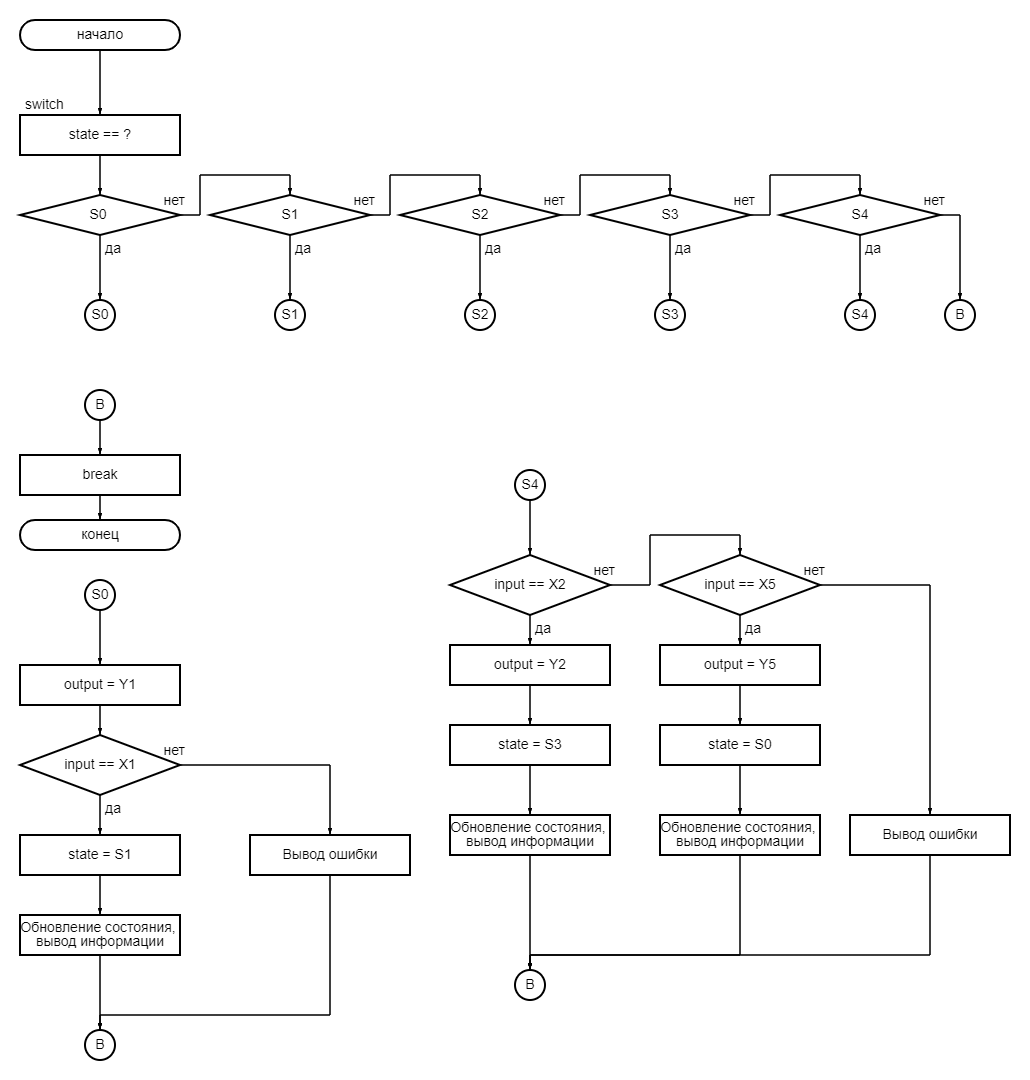 начало
switch
state == ?
S0
нет
S1
нет
S2
нет
S3
нет
S4
нет
да
да
да
да
да
S0
S1
S2
S3
S4
B
B
break
конец
S0
output = Y1
input == X1
нет
да
state = S1
Вывод ошибки
Обновление состояния,
вывод информации
B
S4
input == X2
нет
input == X5
нет
да
да
output = Y2
output = Y5
state = S3
state = S0
Обновление состояния,
вывод информации
Обновление состояния,
вывод информации
Вывод ошибки
B